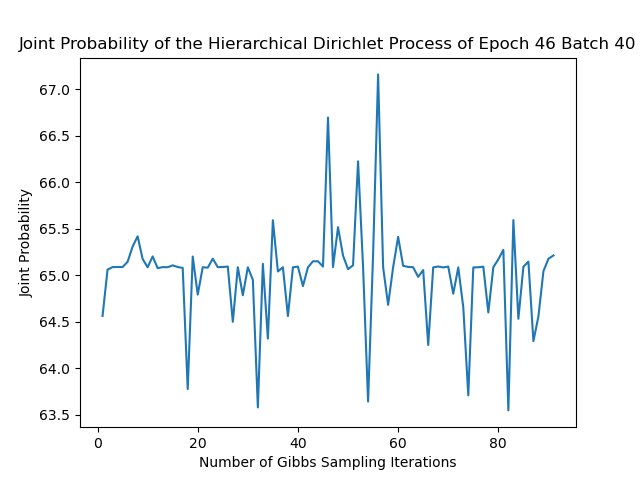 Joint Probability of the Hierarchical Dirichlet Process of Epoch 46 Batch 40
67.0
66.5
66.0
65.5
65.0
64.5
64.0
63.5
Joint Probability
0 20 40 60 80
Number of Gibbs Sampling Iterations